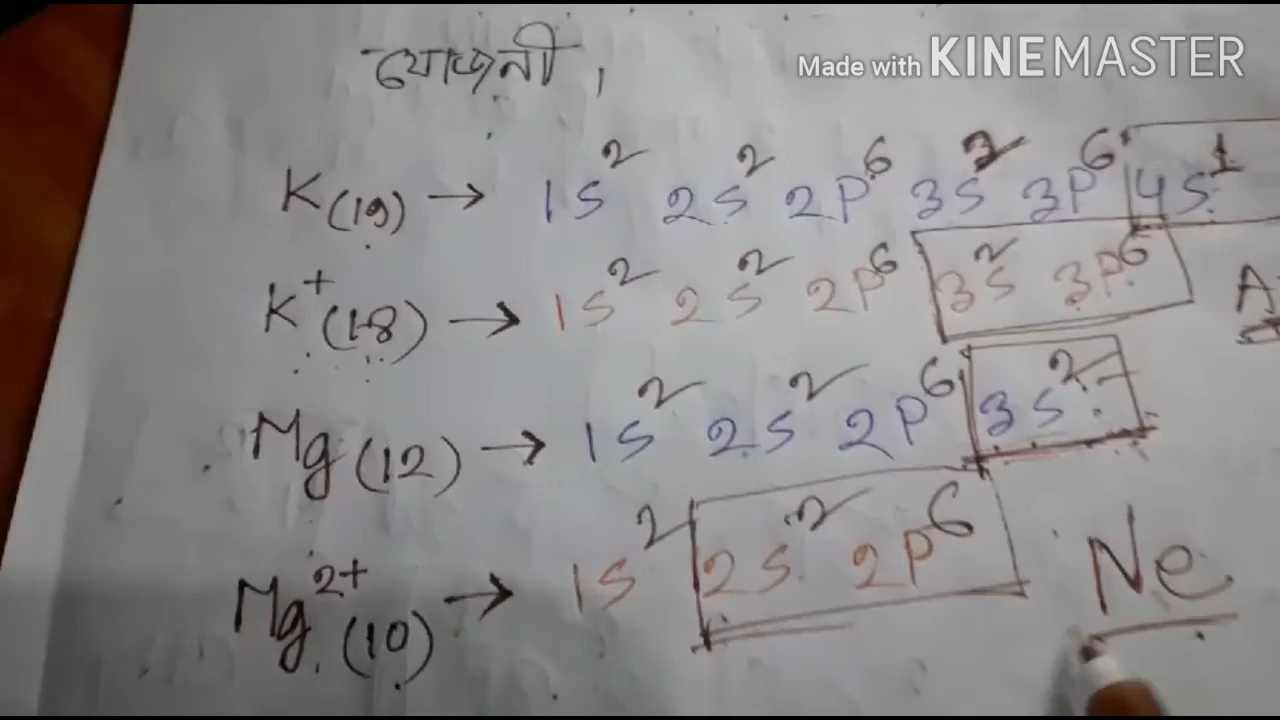 যোজনী,
Made with KINEMASTER
K(19) → 1s² 2s² 2p⁶ 3s² 3p⁶ 4s¹
K⁺(18) → 1s² 2s² 2p⁶ 3s² 3p⁶
Mg(12) → 1s² 2s² 2p⁶ 3s²
Mg²⁺(10) → 1s² 2s² 2p⁶ Ne